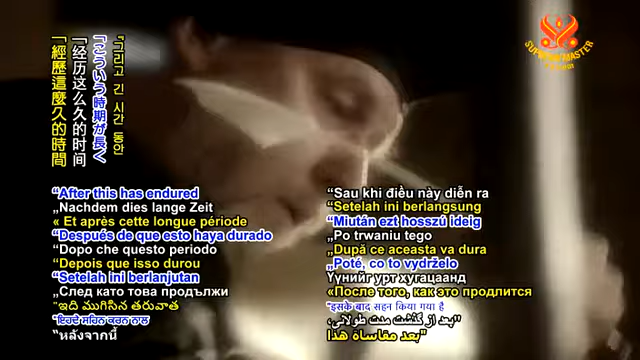 "그리고 긴 시간 동안
「こういう時期が長く
「经历这么久的时间
「經歷這麼久的時間
SUPREME MASTER
“After this has endured
„Nachdem dies lange Zeit
« Et après cette longue période
“Después de que esto haya durado
“Dopo che questo periodo
“Depois que isso durou
“Setelah ini berlanjutan
„След като това продължи
“ඉදි මුගිසින තරුවාත
“ਇਹਦੇ ਸਹਿਨ ਕਰਨ ਨਾਲ
“หลังจากนี้
“Sau khi điều này diễn ra
“Setelah ini berlangsung
“Miután ezt hosszú ideig
„Po trwaniu tego
„După ce aceasta va dura
„Poté, co to vydrželo
Үүнийг урт хугацаанд
«После того, как это продлится
"इसके बाद सहन किया गया है
"بعد از گذشت مدت طولانی،
"بعد مقاساة هذا